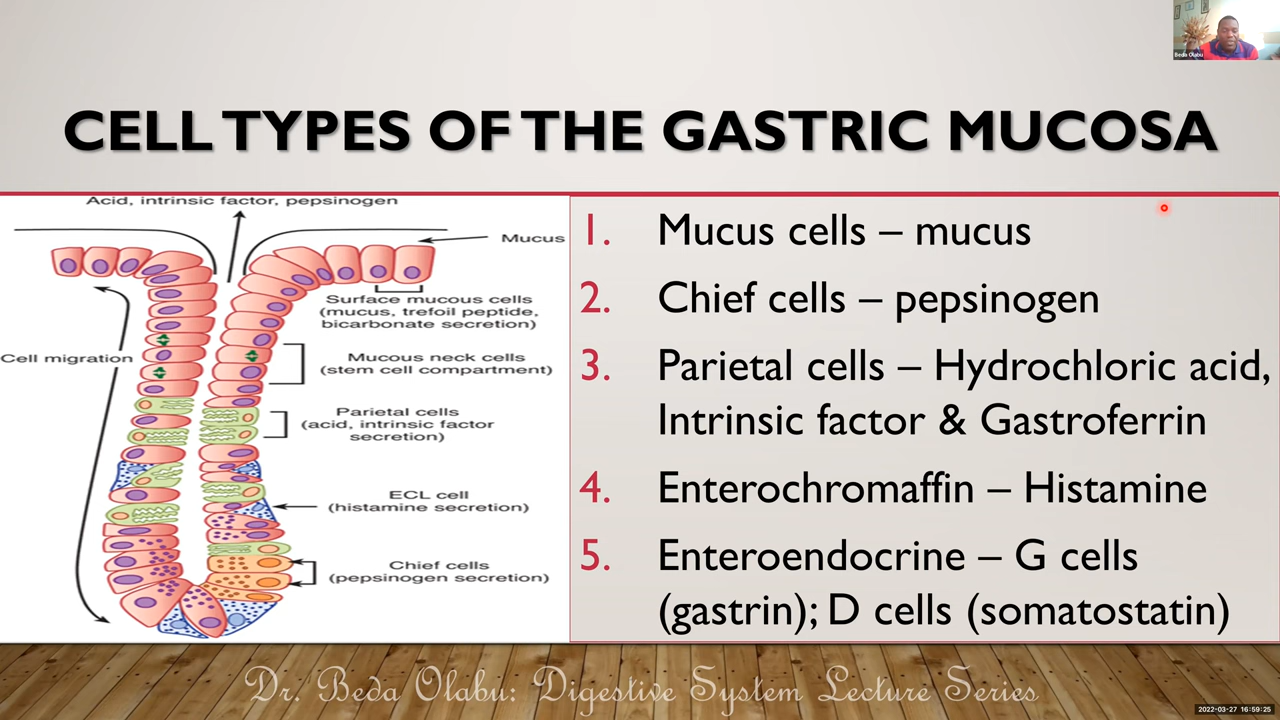 Beda Olabu
CELL TYPES OF THE GASTRIC MUCOSA
Acid, intrinsic factor, pepsinogen
Mucus
Surface mucous cells
(mucus, trefoil peptide,
bicarbonate secretion)
Cell migration
Mucous neck cells
(stem cell compartment)
Parietal cells
(acid, intrinsic factor
secretion)
ECL cell
(histamine secretion)
Chief cells
(pepsinogen secretion)
1. Mucus cells – mucus
2. Chief cells – pepsinogen
3. Parietal cells – Hydrochloric acid,
Intrinsic factor & Gastroferrin
4. Enterochromaffin – Histamine
5. Enteroendocrine – G cells
(gastrin); D cells (somatostatin)
Dr. Beda Olabu: Digestive System Lecture Series
2022-03-27 16:59:25